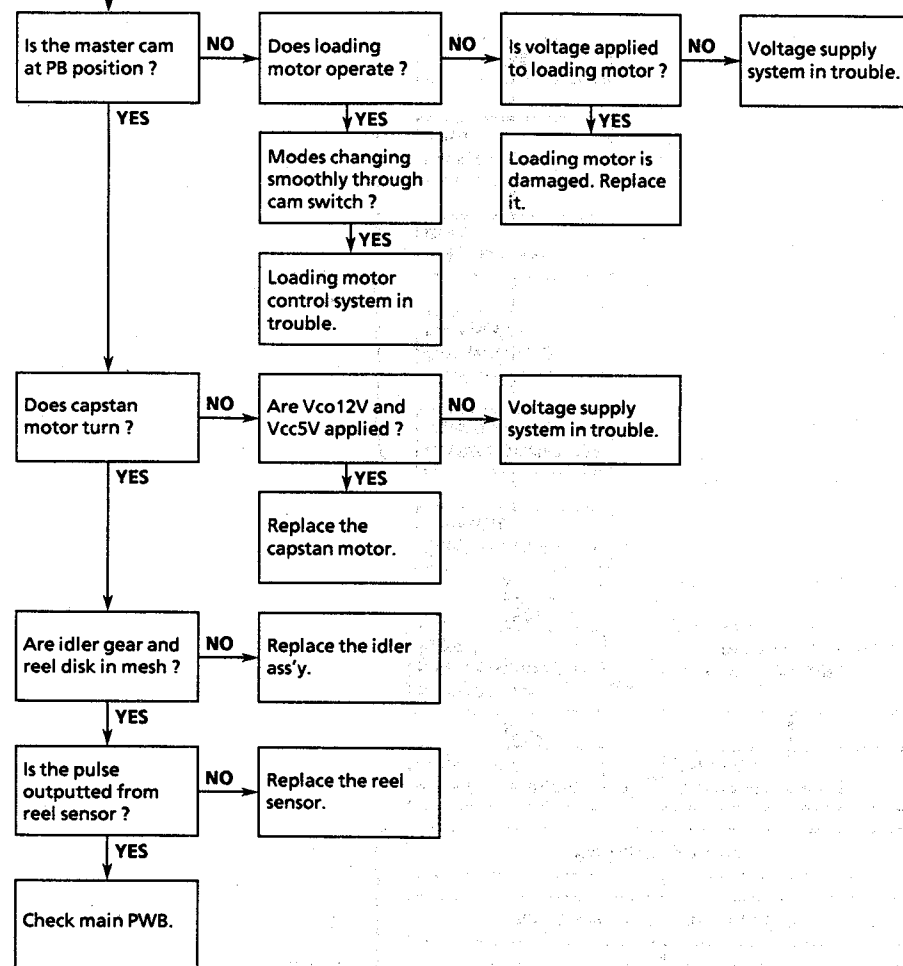 Is the master cam
at PB position ?
NO
Does loading
motor operate ?
NO
Is voltage applied
to loading motor ?
NO
Voltage supply
system in trouble.
YES
YES
YES
Modes changing
smoothly through
cam switch ?
Loading motor is
damaged. Replace
it.
YES
Loading motor
control system in
trouble.
Does capstan
motor turn ?
NO
Are Vco12V and
Vcc5V applied ?
NO
Voltage supply
system in trouble.
YES
YES
Replace the
capstan motor.
Are idler gear and
reel disk in mesh ?
NO
Replace the idler
ass'y.
YES
Is the pulse
outputted from
reel sensor ?
NO
Replace the reel
sensor.
YES
Check main PWB.